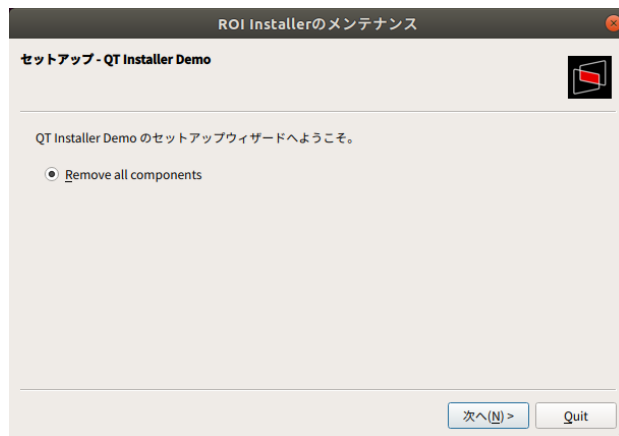 ROI Installerのメンテナンス
セットアップ - QT Installer Demo
QT Installer Demo のセットアップウィザードへようこそ。
Remove all components
次へ(N) >
Quit